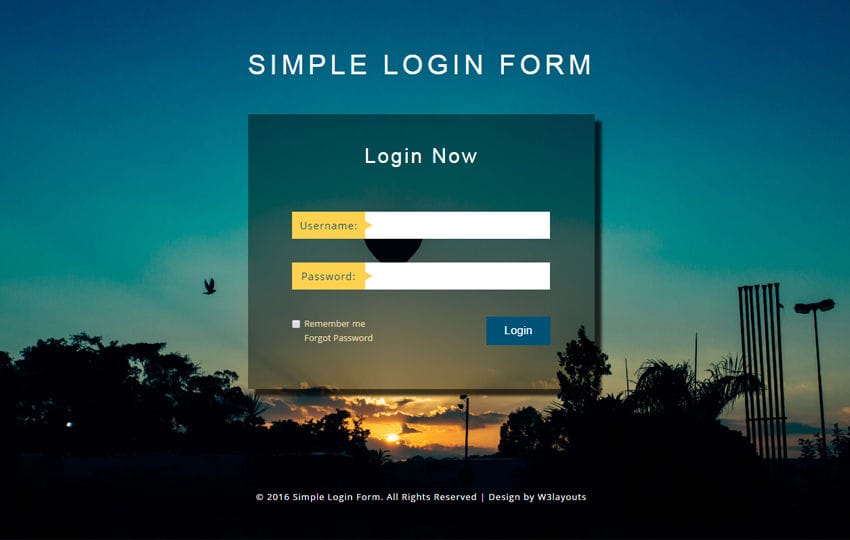 SIMPLE LOGIN FORM
Login Now
Username:
Password:
Remember me
Forgot Password
Login
© 2016 Simple Login Form. All Rights Reserved | Design by W3layouts